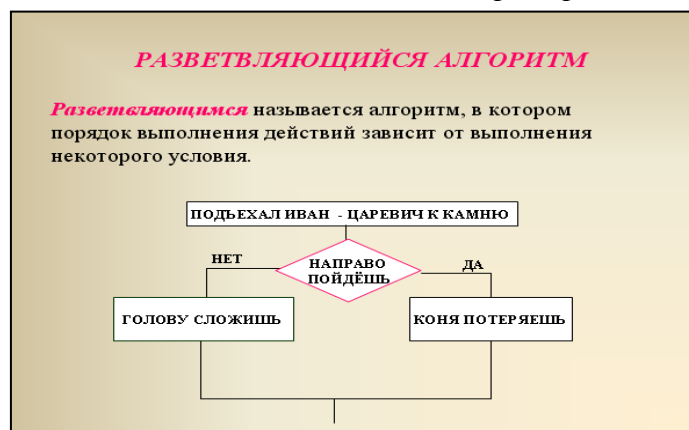 РАЗВЕТВЛЯЮЩИЙСЯ АЛГОРИТМ
Разветвляющимся называется алгоритм, в котором
порядок выполнения действий зависит от выполнения
некоторого условия.
ПОДЪЕХАЛ ИВАН - ЦАРЕВИЧ К КАМНЮ
НЕТ
НАПРАВО
ПОЙДЁШЬ
ДА
ГОЛОВУ СЛОЖИШЬ
КОНЯ ПОТЕРЯЕШЬ